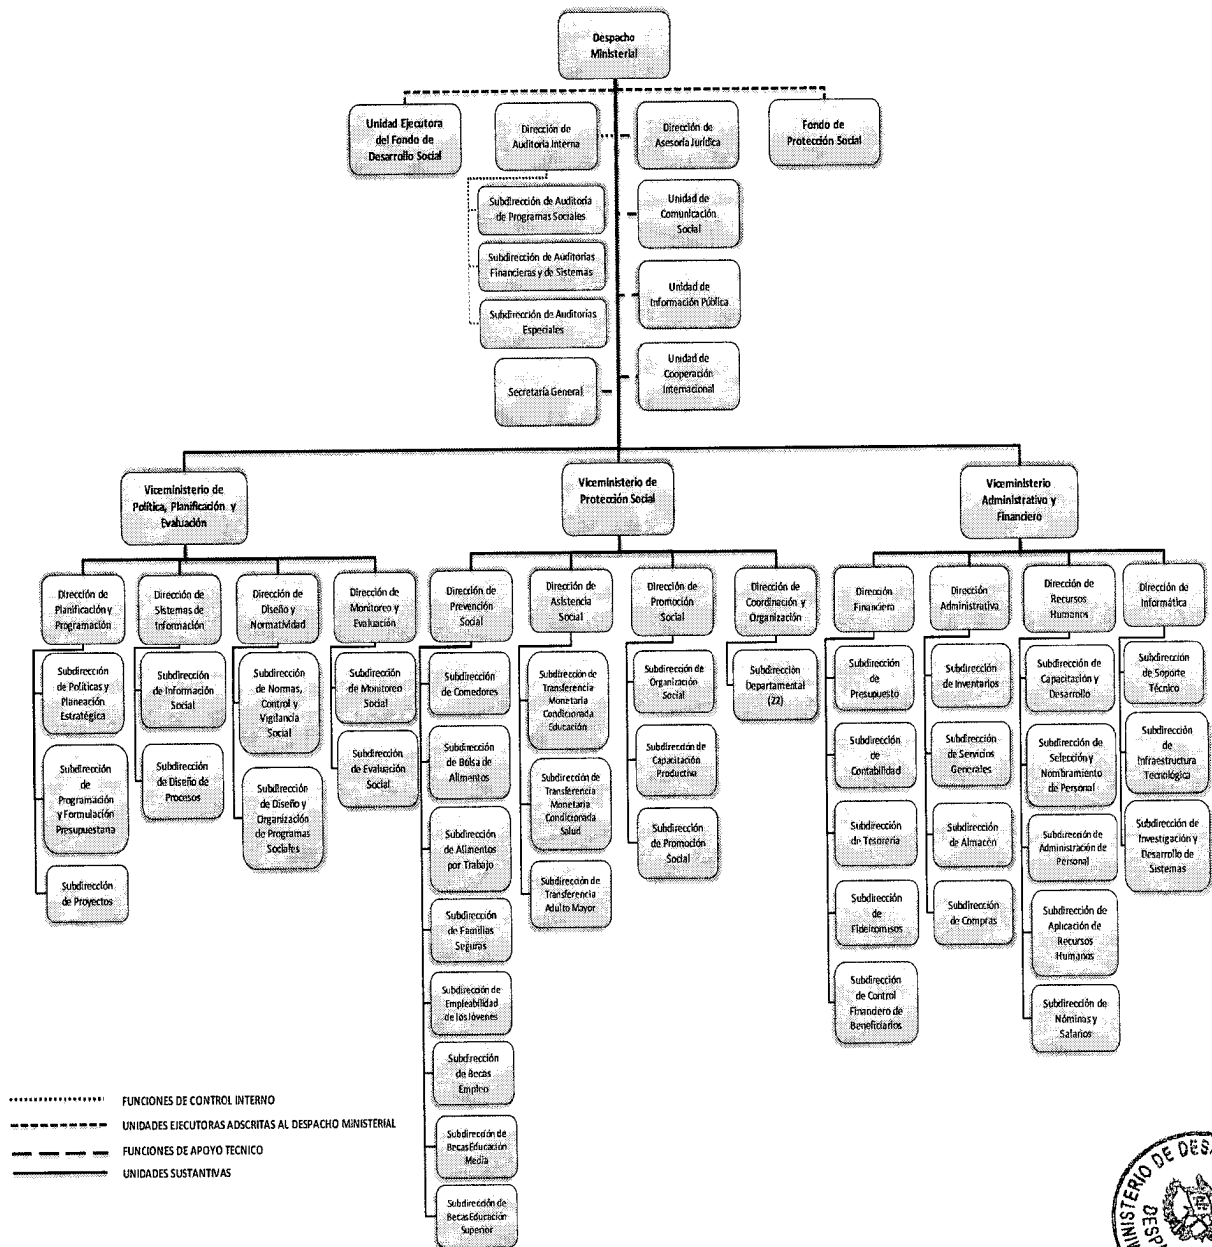 Despacho
Ministerial
Unidad Ejecutora
del Fondo de
Desarrollo Social
Dirección de
Auditoría Interna
Dirección de
Asesoría Jurídica
Fondo de
Protección Social
Subdirección de Auditoría
de Programas Sociales
Subdirección de Auditorías
Financieras y de Sistemas
Subdirección de Auditorías
Especiales
Unidad de
Comunicación
Social
Unidad de
Información Pública
Unidad de
Cooperación
Internacional
Secretaría General
Viceministerio de
Política, Planificación y
Evaluación
Viceministerio de
Protección Social
Viceministerio
Administrativo y
Financiero
Dirección de
Planificación y
Programación
Subdirección
de Políticas y
Planeación
Estratégica
Subdirección
de
Programación
y Formulación
Presupuestaria
Subdirección
de Proyectos
Dirección de
Sistemas de
Información
Subdirección
de Información
Social
Subdirección
de Diseño de
Procesos
Dirección de
Diseño y
Normatividad
Subdirección
de Normas,
Control y
Vigilancia
Social
Subdirección
de Diseño y
Organización
de Programas
Sociales
Dirección de
Monitoreo y
Evaluación
Subdirección
de Monitoreo
Social
Subdirección
de Evaluación
Social
Dirección de
Prevención
Social
Subdirección
de Comedores
Subdirección
de Bolsa de
Alimentos
Subdirección
de Alimentos
por Trabajo
Subdirección
de Familias
Seguras
Subdirección de
Empleabilidad
de los Jóvenes
Subdirección
de Becas
Empleo
Subdirección de
Becas Educación
Media
Subdirección de
Becas Educación
Superior
Dirección de
Asistencia
Social
Subdirección de
Transferencia
Monetaria
Condicionada
Educación
Subdirección de
Transferencia
Monetaria
Condicionada
Salud
Subdirección de
Transferencia
Adulto Mayor
Dirección de
Promoción
Social
Subdirección de
Organización
Social
Subdirección de
Capacitación
Productiva
Subdirección
de Promoción
Social
Dirección de
Coordinación y
Organización
Subdirección
Departamental
(22)
Dirección
Financiera
Subdirección
de
Presupuesto
Subdirección
de
Contabilidad
Subdirección
de Tesorería
Subdirección
de
Fideicomisos
Subdirección
de Control
Financiero de
Beneficiarios
Dirección
Administrativa
Subdirección
de Inventarios
Subdirección
de Servicios
Generales
Subdirección
de Almacén
Subdirección
de Compras
Dirección de
Recursos
Humanos
Subdirección de
Capacitación y
Desarrollo
Subdirección de
Selección y
Nombramiento
de Personal
Subdirección de
Administración de
Personal
Subdirección de
Aplicación de
Recursos
Humanos
Subdirección de
Nóminas y
Salarios
Dirección de
Informática
Subdirección
de Soporte
Técnico
Subdirección
de
Infraestructura
Tecnológica
Subdirección de
Investigación y
Desarrollo de
Sistemas
FUNCIONES DE CONTROL INTERNO
UNIDADES EJECUTORAS ADSCRITAS AL DESPACHO MINISTERIAL
FUNCIONES DE APOYO TECNICO
UNIDADES SUSTANTIVAS
MINISTERIO DE DES
DESP